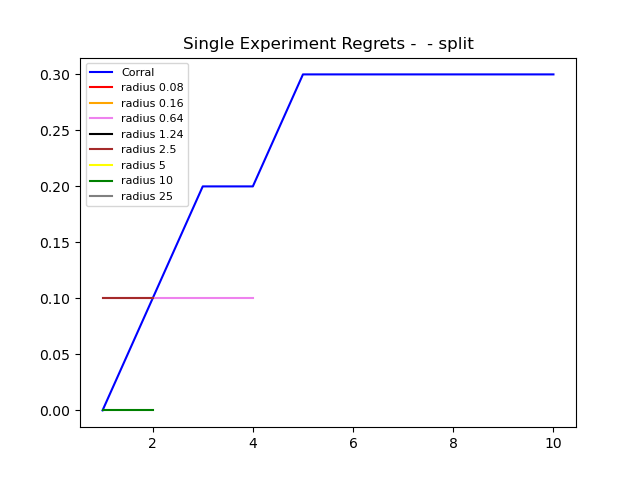 Single Experiment Regrets -  - split
0.30
0.25
0.20
0.15
0.10
0.05
0.00
Corral
radius 0.08
radius 0.16
radius 0.64
radius 1.24
radius 2.5
radius 5
radius 10
radius 25
2 4 6 8 10